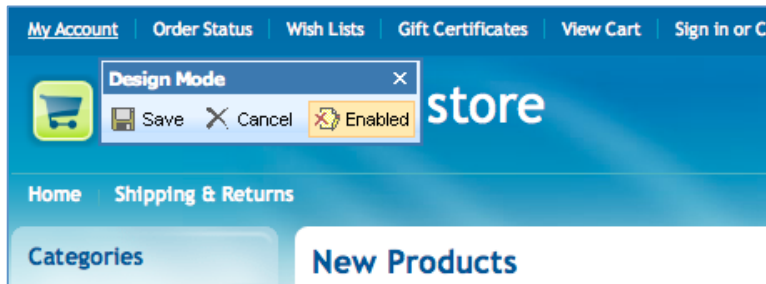 My Account Order Status Wish Lists Gift Certificates View Cart Sign in or
Design Mode
store
Save Cancel Enabled
Home Shipping & Returns
Categories
New Products